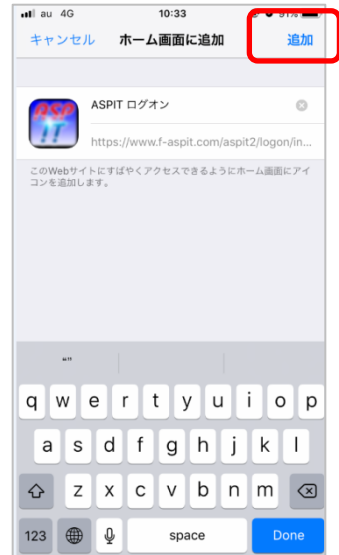 au 4G 10:33 91%
キャンセル ホーム画面に追加 追加
ASP
IT
ASPIT ログオン
https://www.f-aspit.com/aspit2/logon/in...
このWebサイトにすばやくアクセスできるようにホーム画面にアイ
コンを追加します。
“”
q w e r t y u i o p
a s d f g h j k l
z x c v b n m
123 space Done